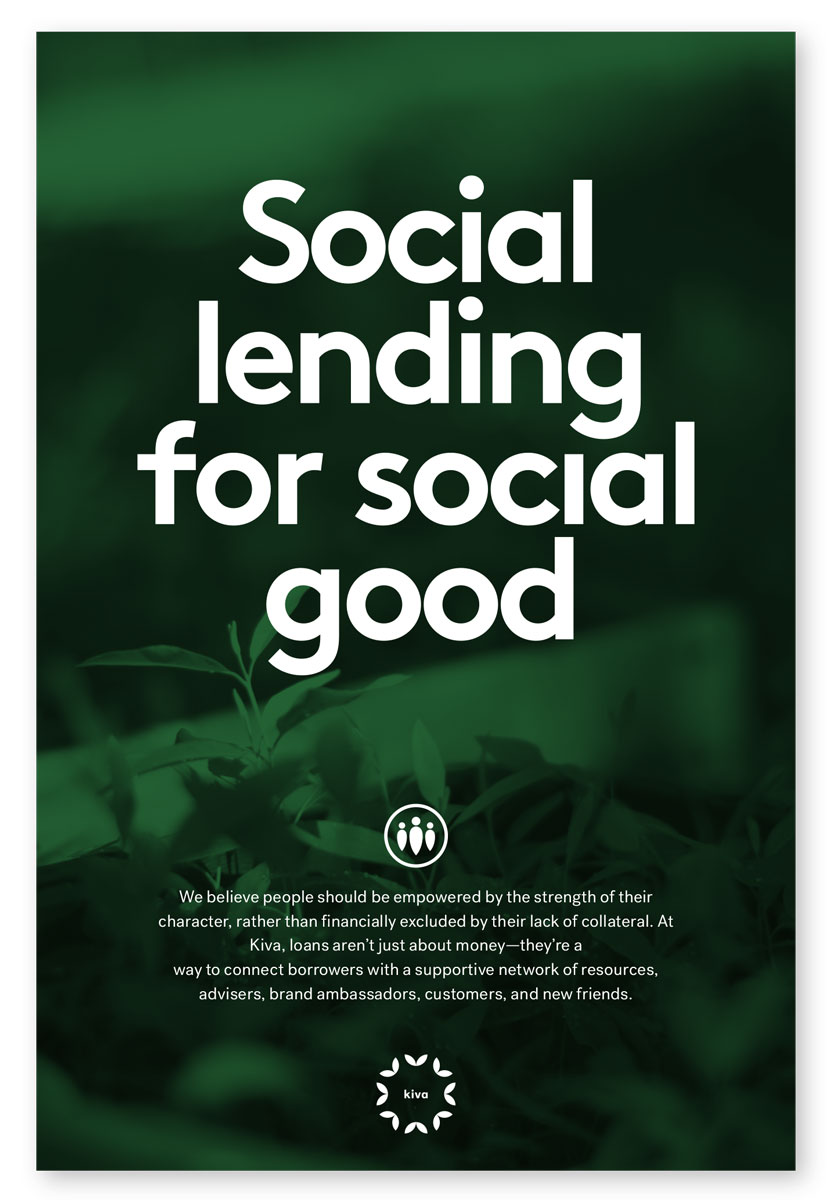 Social
lending
for social
good
We believe people should be empowered by the strength of their
character, rather than financially excluded by their lack of collateral. At
Kiva, loans aren’t just about money—they’re a
way to connect borrowers with a supportive network of resources,
advisers, brand ambassadors, customers, and new friends.
kiva